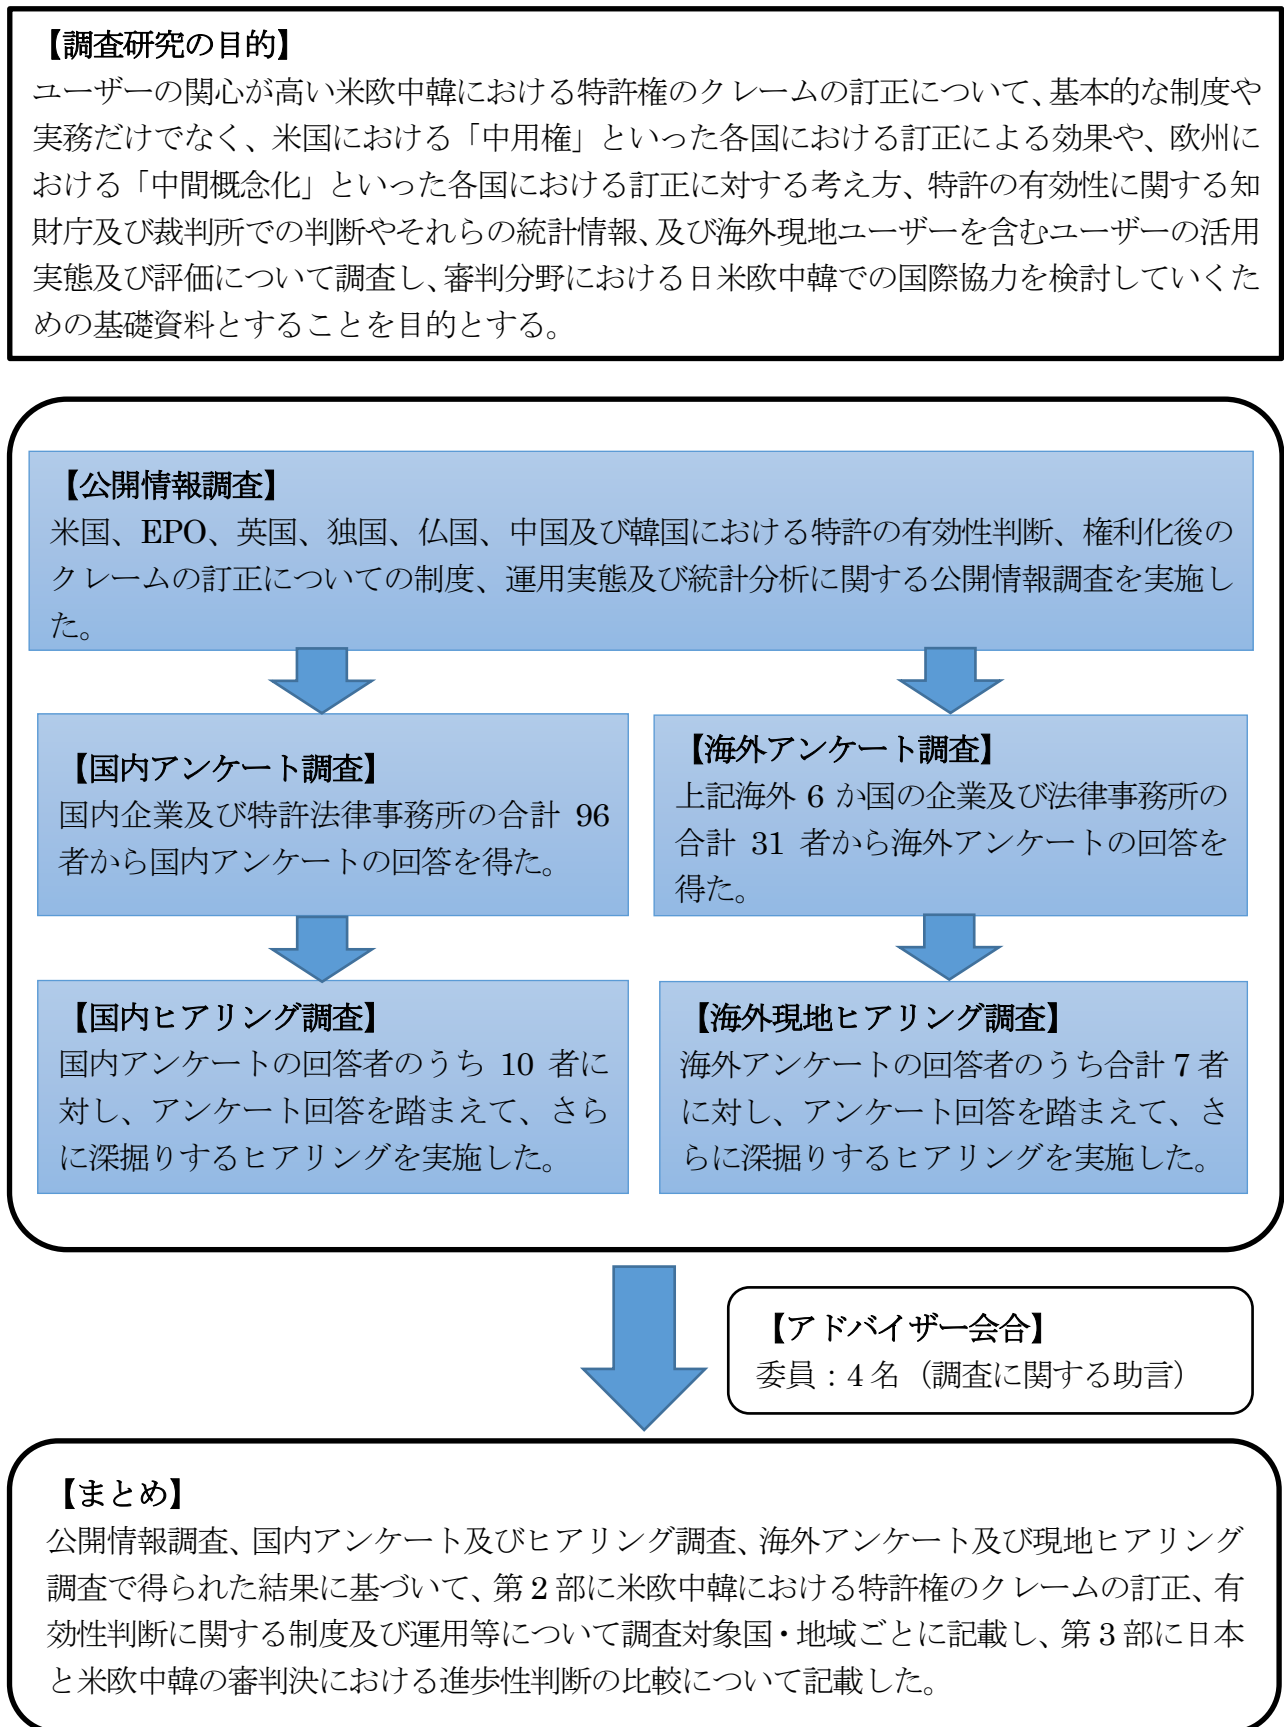 【調査研究の目的】
ユーザーの関心が高い米欧中韓における特許権のクレームの訂正について、基本的な制度や
実務だけでなく、米国における「中用権」といった各国における訂正による効果や、欧州に
おける「中間概念化」といった各国における訂正に対する考え方、特許の有効性に関する知
財庁及び裁判所での判断やそれらの統計情報、及び海外現地ユーザーを含むユーザーの活用
実態及び評価について調査し、審判分野における日米欧中韓での国際協力を検討していくた
めの基礎資料とすることを目的とする。
【公開情報調査】
米国、EPO、英国、独国、仏国、中国及び韓国における特許の有効性判断、権利化後の
クレームの訂正についての制度、運用実態及び統計分析に関する公開情報調査を実施し
た。
【国内アンケート調査】
国内企業及び特許法律事務所の合計 96
者から国内アンケートの回答を得た。
【海外アンケート調査】
上記海外 6 か国の企業及び法律事務所の
合計 31 者から海外アンケートの回答を
得た。
【国内ヒアリング調査】
国内アンケートの回答者のうち 10 者に
対し、アンケート回答を踏まえて、さら
に深掘りするヒアリングを実施した。
【海外現地ヒアリング調査】
海外アンケートの回答者のうち合計 7 者
に対し、アンケート回答を踏まえて、さ
らに深掘りするヒアリングを実施した。
【アドバイザー会合】
委員：4 名（調査に関する助言）
【まとめ】
公開情報調査、国内アンケート及びヒアリング調査、海外アンケート及び現地ヒアリング
調査で得られた結果に基づいて、第 2 部に米欧中韓における特許権のクレームの訂正、有
効性判断に関する制度及び運用等について調査対象国・地域ごとに記載し、第 3 部に日本
と米欧中韓の審判決における進歩性判断の比較について記載した。